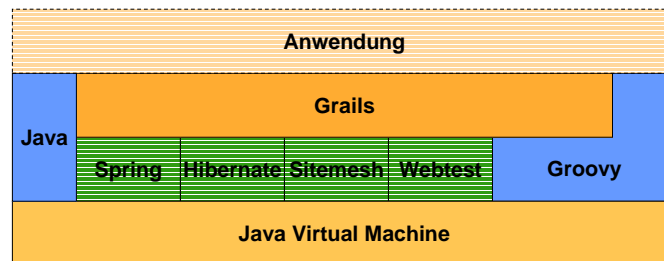 Anwendung
Grails
Java
Spring Hibernate Sitemesh Webtest Groovy
Java Virtual Machine